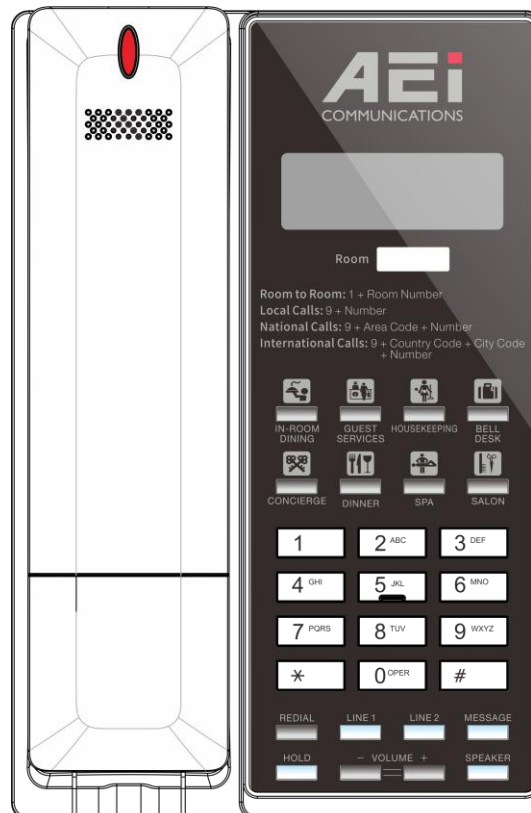 AEi
COMMUNICATIONS
Room
Room to Room: 1 + Room Number
Local Calls: 9 + Number
National Calls: 9 + Area Code + Number
International Calls: 9 + Country Code + City Code
+ Number
IN-ROOM DINING
GUEST SERVICES
HOUSEKEEPING
BELL DESK
CONCIERGE DINNER SPA SALON
1 2 ABC 3 DEF
4 GHI 5 JKL 6 MNO
7 PQRS 8 TUV 9 WXYZ
* 0 OPER #
REDIAL LINE 1 LINE 2 MESSAGE
HOLD - VOLUME + SPEAKER